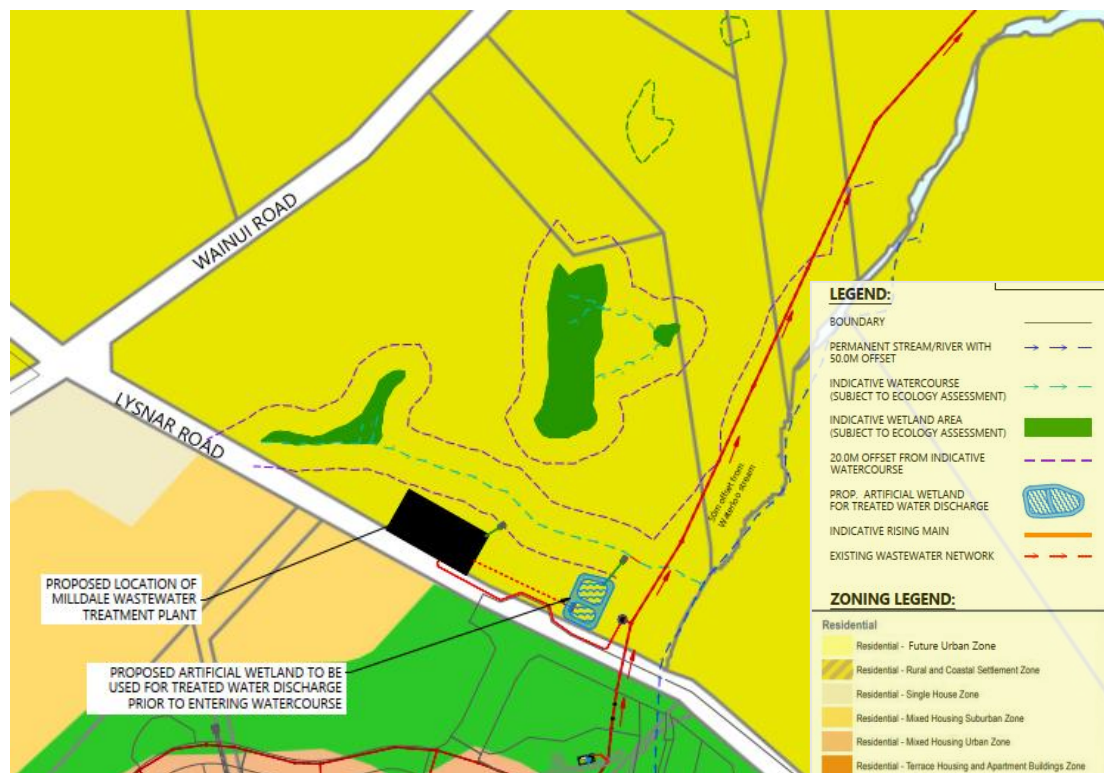 WAINUI ROAD
LYSNAR ROAD
50m offset from
Waterloo stream
PROPOSED LOCATION OF
MILLDALE WASTEWATER
TREATMENT PLANT
PROPOSED ARTIFICIAL WETLAND TO BE
USED FOR TREATED WATER DISCHARGE
PRIOR TO ENTERING WATERCOURSE
LEGEND:
BOUNDARY
PERMANENT STREAM/RIVER WITH
50.0M OFFSET
INDICATIVE WATERCOURSE
(SUBJECT TO ECOLOGY ASSESSMENT)
INDICATIVE WETLAND AREA
(SUBJECT TO ECOLOGY ASSESSMENT)
20.0M OFFSET FROM INDICATIVE
WATERCOURSE
PROP. ARTIFICIAL WETLAND
FOR TREATED WATER DISCHARGE
INDICATIVE RISING MAIN
EXISTING WASTEWATER NETWORK
ZONING LEGEND:
Residential
Residential - Future Urban Zone
Residential - Rural and Coastal Settlement Zone
Residential - Single House Zone
Residential - Mixed Housing Suburban Zone
Residential - Mixed Housing Urban Zone
Residential - Terrace Housing and Apartment Buildings Zone